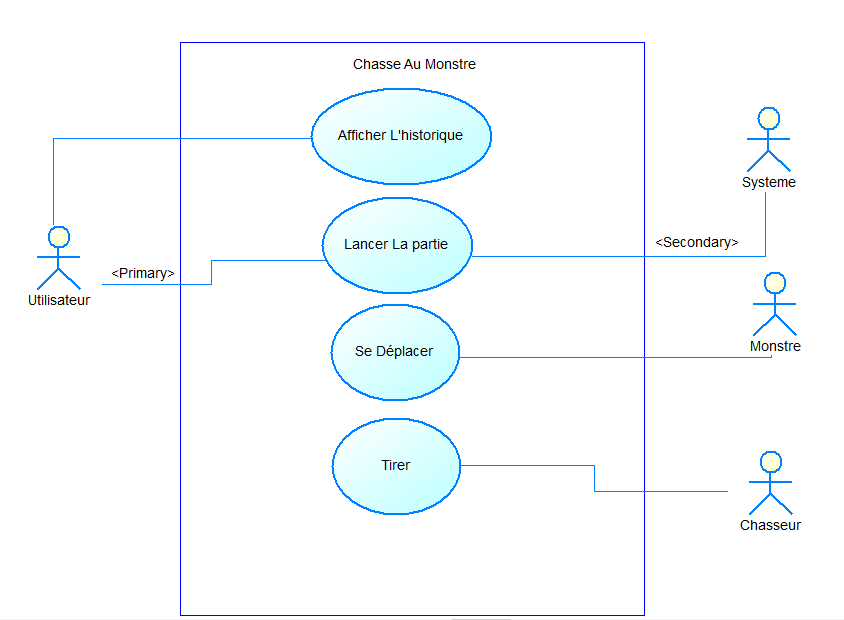 Chasse Au Monstre
Afficher L'historique
Systeme
Lancer La partie
<Secondary>
<Primary>
Utilisateur
Monstre
Se Déplacer
Tirer
Chasseur